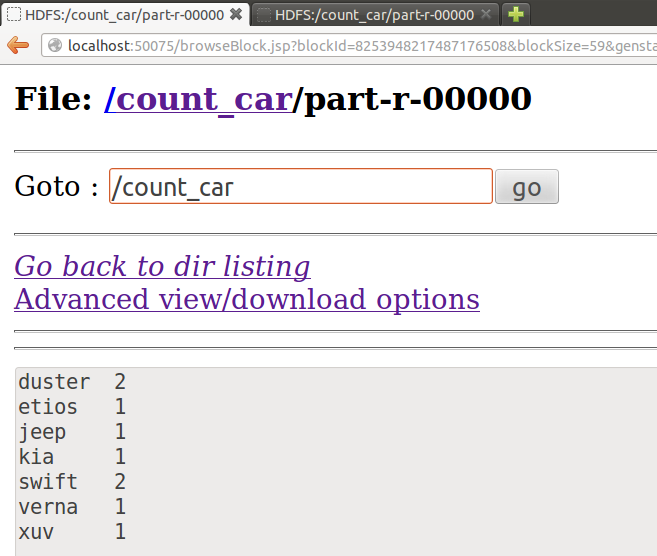 HDFS:/count_car/part-r-00000 HDFS:/count_car/part-r-00000
localhost:50075/browseBlock.jsp?blockId=8253948217487176508&blockSize=59&gensta
File: /count_car/part-r-00000
Goto : /count_car go
Go back to dir listing
Advanced view/download options
duster 2
etios 1
jeep 1
kia 1
swift 2
verna 1
xuv 1